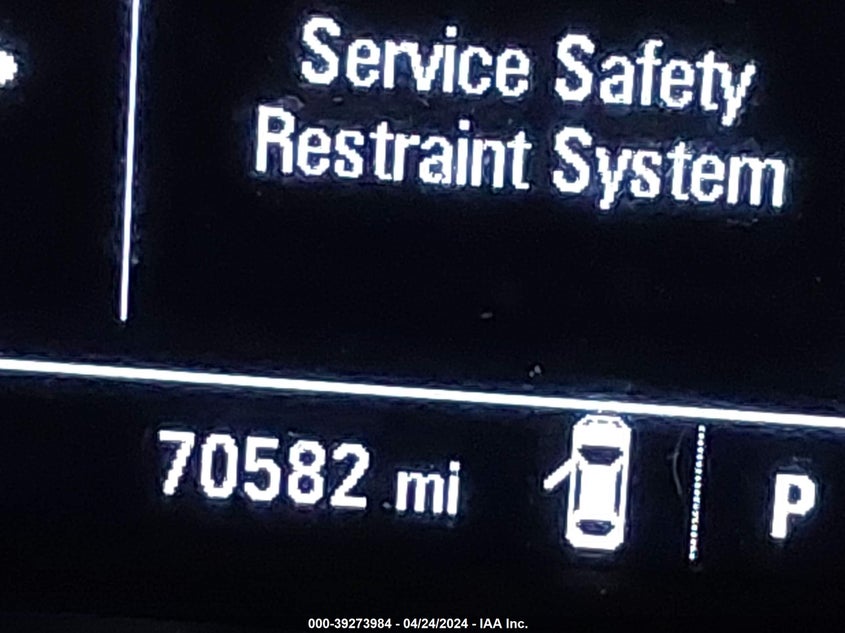 Service Safety
Restraint System
70582 mi
P
000-39273984 - 04/24/2024 - IAA Inc.